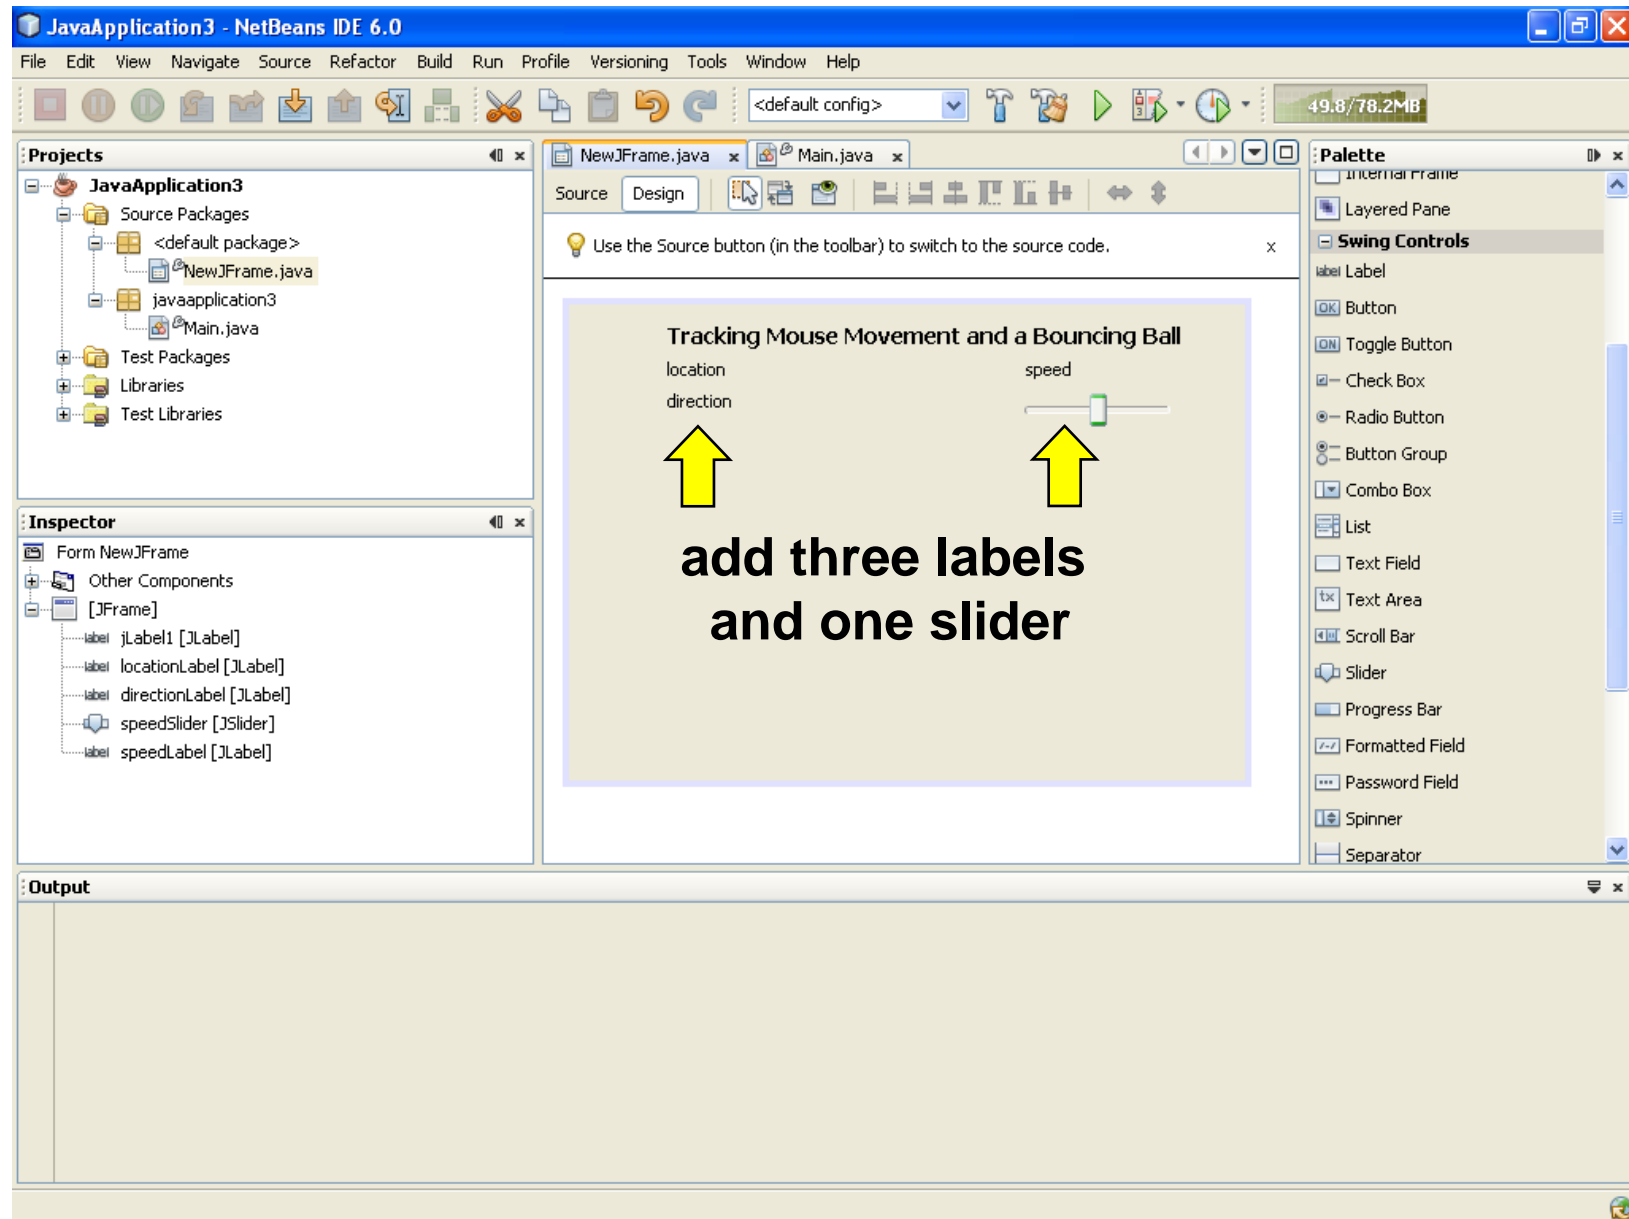 JavaApplication3 - NetBeans IDE 6.0
File Edit View Navigate Source Refactor Build Run Profile Versioning Tools Window Help
<default config>
49.8/78.2MB
Projects
JavaApplication3
Source Packages
<default package>
NewJFrame.java
javaapplication3
Main.java
Test Packages
Libraries
Test Libraries
Inspector
Form NewJFrame
Other Components
[JFrame]
label jLabel1 [JLabel]
label locationLabel [JLabel]
label directionLabel [JLabel]
speedSlider [JSlider]
label speedLabel [JLabel]
NewJFrame.java x Main.java x
Source Design
Use the Source button (in the toolbar) to switch to the source code. x
Tracking Mouse Movement and a Bouncing Ball
location speed
direction
add three labels
and one slider
Palette
Internal Frame
Layered Pane
Swing Controls
label Label
OK Button
ON Toggle Button
Check Box
Radio Button
Button Group
Combo Box
List
Text Field
tx Text Area
Scroll Bar
Slider
Progress Bar
Formatted Field
Password Field
Spinner
Separator
Output